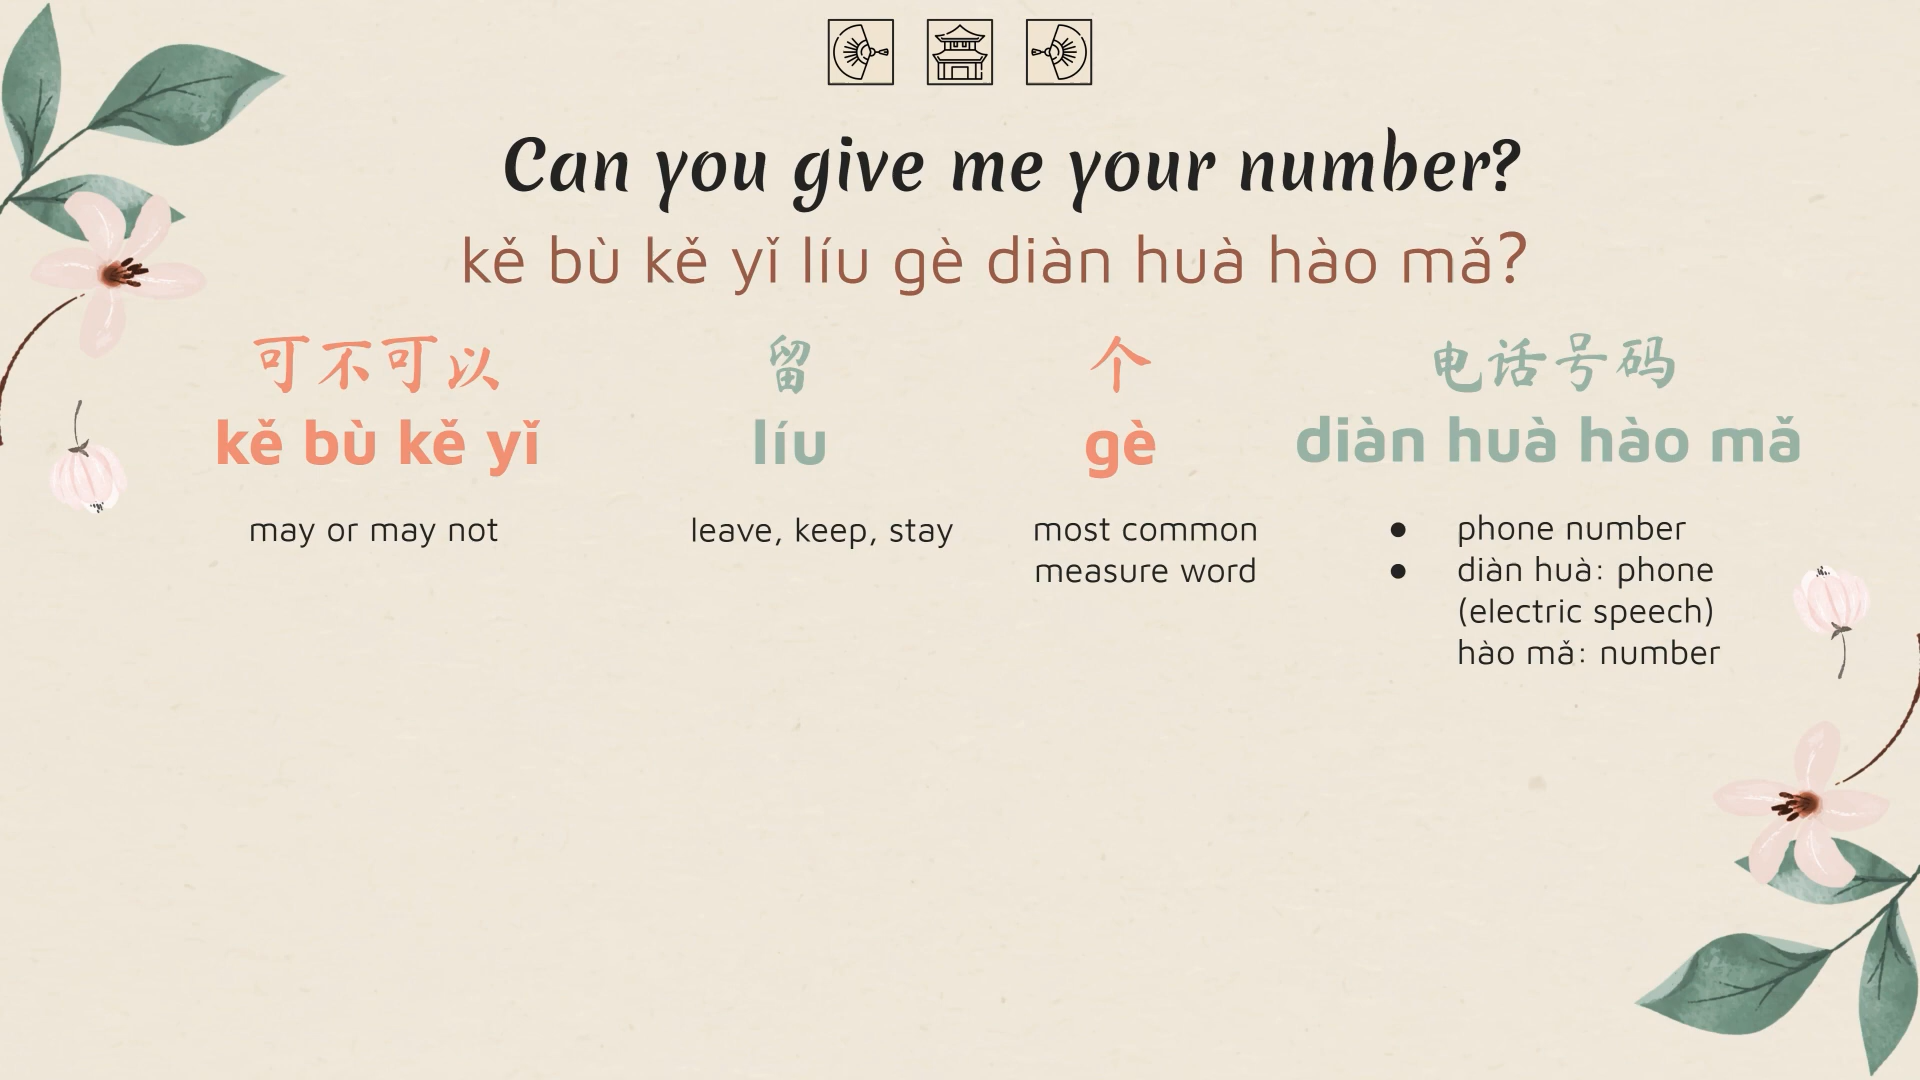 Can you give me your number?
kě bù kě yǐ líu gè diàn huà hào mǎ?
可不可以
kě bù kě yǐ
may or may not
留
líu
leave, keep, stay
个
gè
most common
measure word
电话号码
diàn huà hào mǎ
● phone number
● diàn huà: phone
(electric speech)
hào mǎ: number